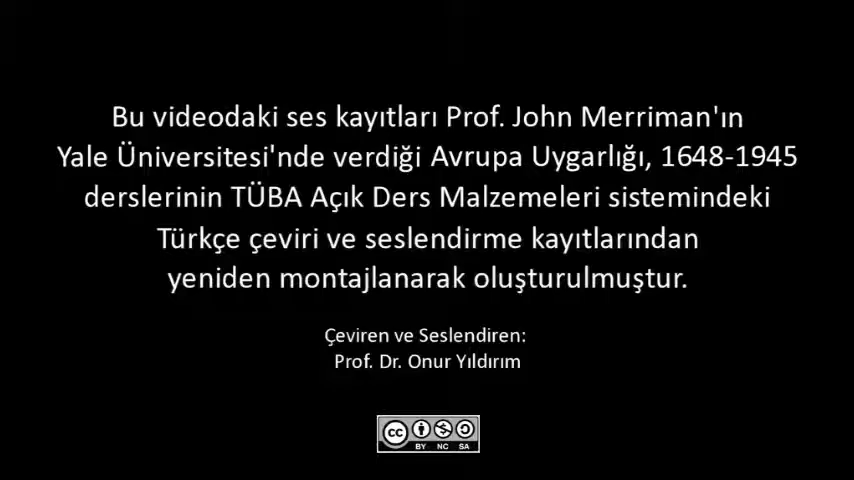 Bu videodaki ses kayıtları Prof. John Merriman'ın
Yale Üniversitesi'nde verdiği Avrupa Uygarlığı, 1648-1945
derslerinin TÜBA Açık Ders Malzemeleri sistemindeki
Türkçe çeviri ve seslendirme kayıtlarından
yeniden montajlanarak oluşturulmuştur.
Çeviren ve Seslendiren:
Prof. Dr. Onur Yıldırım
cc
BY NC SA